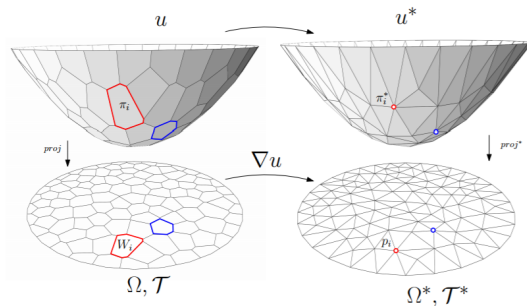 u
u*
π_i
π_i*
proj
∇u
proj*
W_i
p_i
Ω, 𝒯
Ω*, 𝒯*